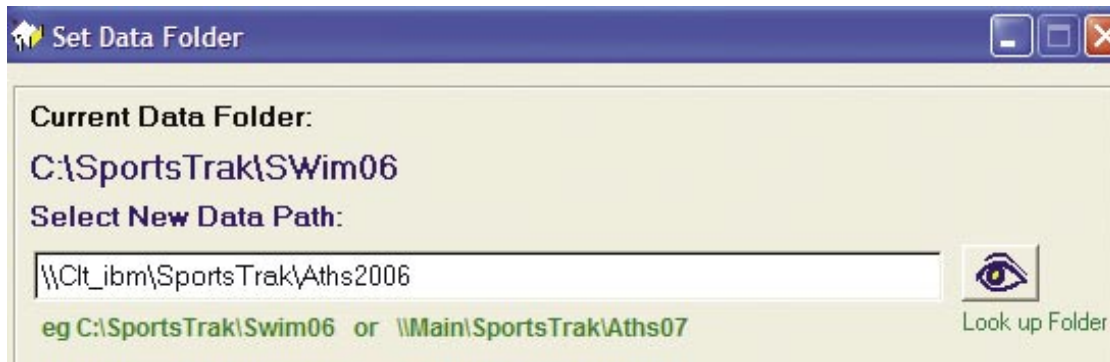 Set Data Folder
Current Data Folder:
C:\SportsTrak\SWim06
Select New Data Path:
\\Clt_ibm\SportsTrak\Aths2006
eg C:\SportsTrak\Swim06 or \\Main\SportsTrak\Aths07
Look up Folder